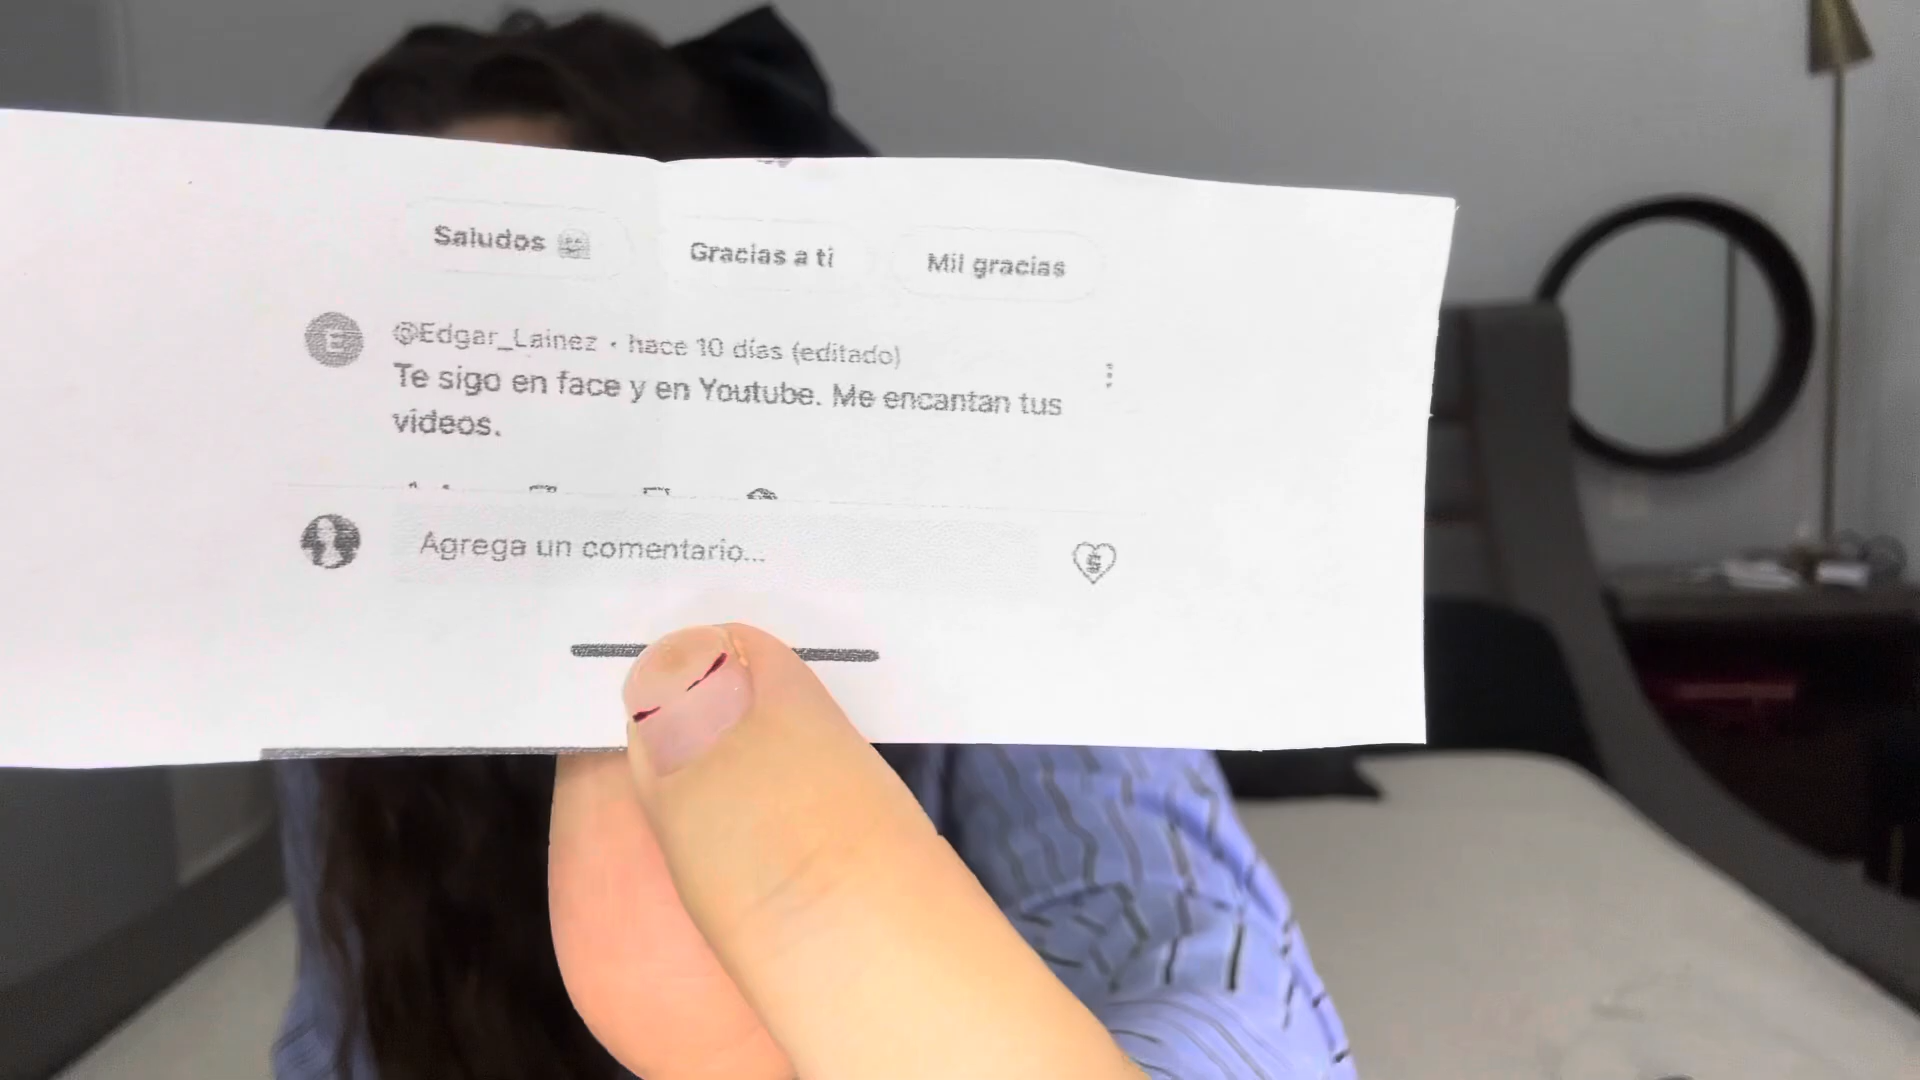 Saludos
Gracias a ti
Mil gracias
E
@Edgar_Lainez · hace 10 días (editado)
Te sigo en face y en Youtube. Me encantan tus
videos.
Agrega un comentario...
$